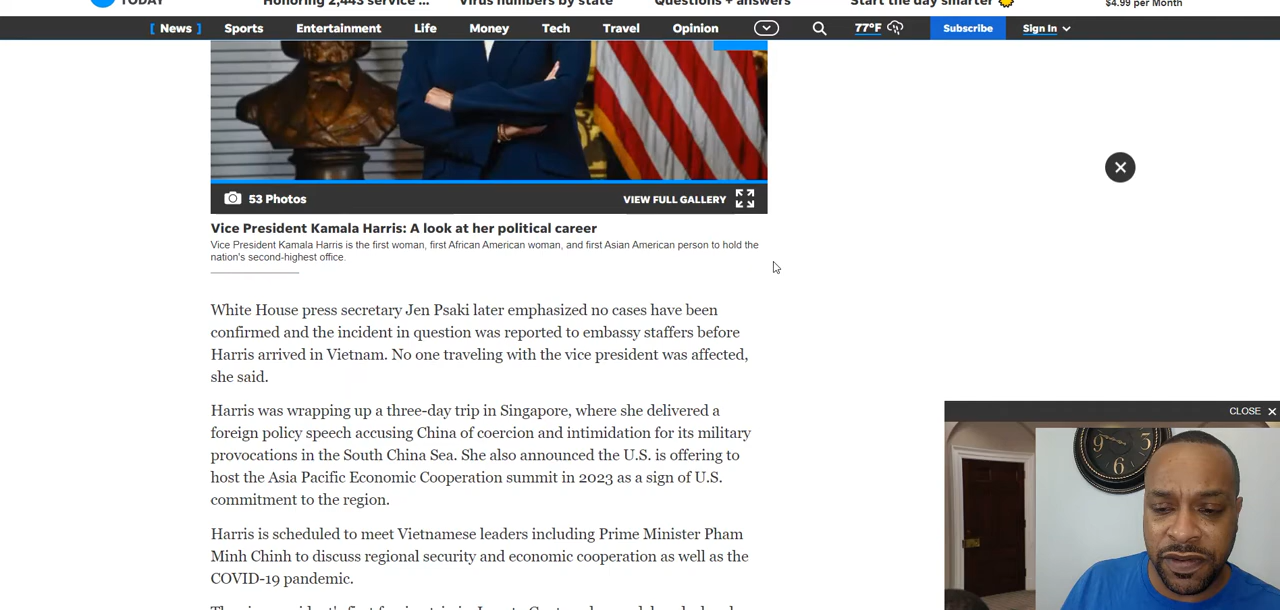 TODAY
Honoring 2,443 service ...
Virus numbers by state
Questions + answers
Start the day smarter
$4.99 per Month
[ News ]
Sports
Entertainment
Life
Money
Tech
Travel
Opinion
77°F
Subscribe
Sign In
53 Photos
VIEW FULL GALLERY
Vice President Kamala Harris: A look at her political career
Vice President Kamala Harris is the first woman, first African American woman, and first Asian American person to hold the
nation's second-highest office.
White House press secretary Jen Psaki later emphasized no cases have been
confirmed and the incident in question was reported to embassy staffers before
Harris arrived in Vietnam. No one traveling with the vice president was affected,
she said.
Harris was wrapping up a three-day trip in Singapore, where she delivered a
foreign policy speech accusing China of coercion and intimidation for its military
provocations in the South China Sea. She also announced the U.S. is offering to
host the Asia Pacific Economic Cooperation summit in 2023 as a sign of U.S.
commitment to the region.
CLOSE
9
3
6
Harris is scheduled to meet Vietnamese leaders including Prime Minister Pham
Minh Chinh to discuss regional security and economic cooperation as well as the
COVID-19 pandemic.